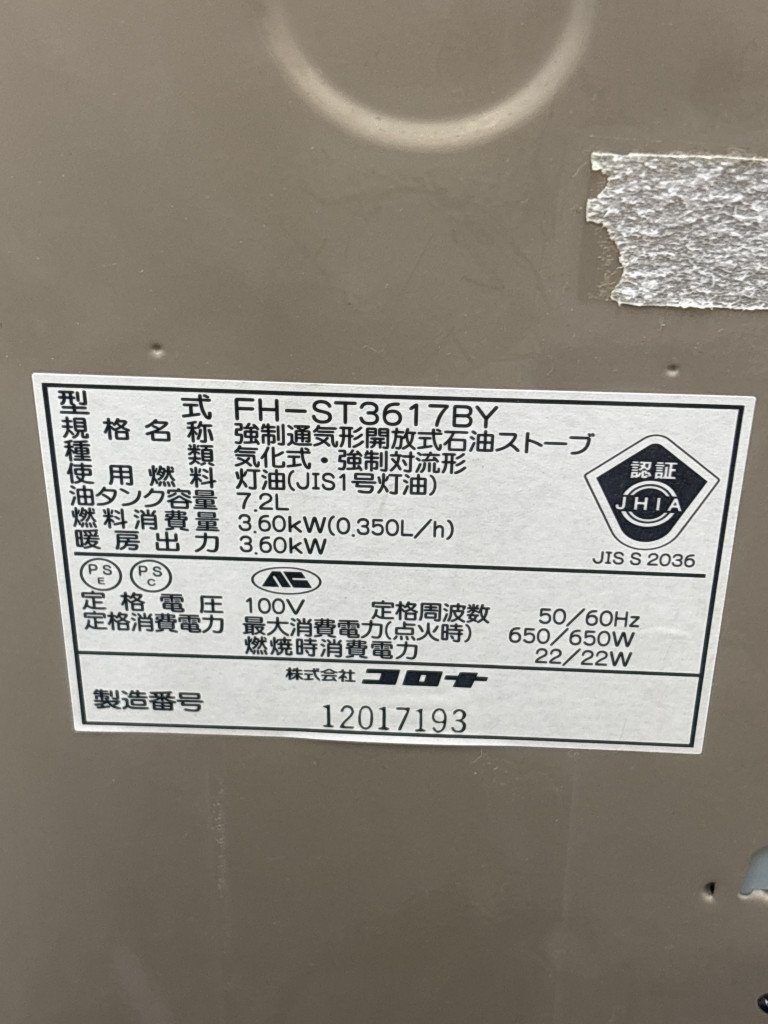 型式 FH-ST3617BY
規格名称 強制通気形開放式石油ストーブ
種類 気化式・強制対流形
使用燃料 灯油(JIS1号灯油)
油タンク容量 7.2L
燃料消費量 3.60kW(0.350L/h)
暖房出力 3.60kW
認証
JHIA
JIS S 2036
PS E
PS C
定格電圧 100V 定格周波数 50/60Hz
定格消費電力 最大消費電力(点火時) 650/650W
燃焼時消費電力 22/22W
株式会社 コロナ
製造番号 12017193